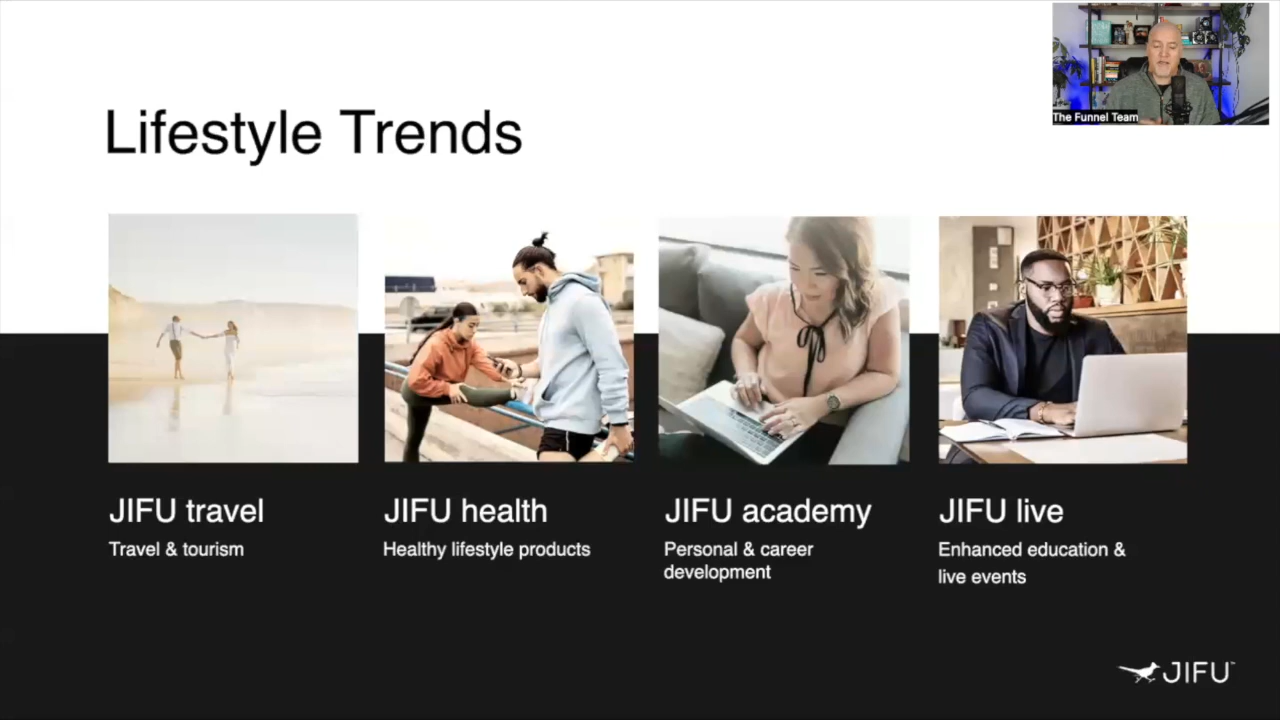 The Funnel Team
Lifestyle Trends
JIFU travel
Travel & tourism
JIFU health
Healthy lifestyle products
JIFU academy
Personal & career
development
JIFU live
Enhanced education &
live events
JIFU™